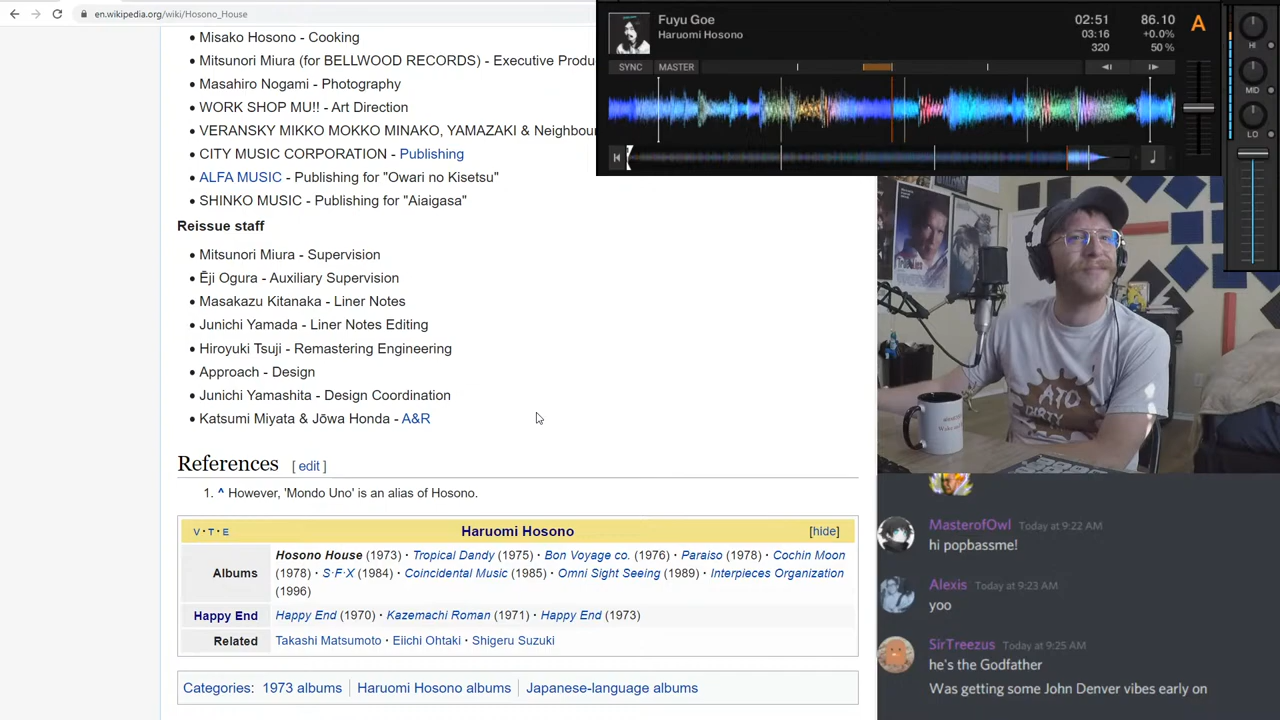 en.wikipedia.org/wiki/Hosono_House
• Misako Hosono - Cooking
• Mitsunori Miura (for BELLWOOD RECORDS) - Executive Produ
• Masahiro Nogami - Photography
• WORK SHOP MU!! - Art Direction
• VERANSKY MIKKO MOKKO MINAKO, YAMAZAKI & Neighbou
• CITY MUSIC CORPORATION - Publishing
• ALFA MUSIC - Publishing for "Owari no Kisetsu"
• SHINKO MUSIC - Publishing for "Aiaigasa"
Reissue staff
• Mitsunori Miura - Supervision
• Ēji Ogura - Auxiliary Supervision
• Masakazu Kitanaka - Liner Notes
• Junichi Yamada - Liner Notes Editing
• Hiroyuki Tsuji - Remastering Engineering
• Approach - Design
• Junichi Yamashita - Design Coordination
• Katsumi Miyata & Jōwa Honda - A&R
References [ edit ]
1. ^ However, 'Mondo Uno' is an alias of Hosono.
V · T · E Haruomi Hosono [hide]
Albums
Hosono House (1973) · Tropical Dandy (1975) · Bon Voyage co. (1976) · Paraiso (1978) · Cochin Moon
(1978) · S·F·X (1984) · Coincidental Music (1985) · Omni Sight Seeing (1989) · Interpieces Organization
(1996)
Happy End Happy End (1970) · Kazemachi Roman (1971) · Happy End (1973)
Related Takashi Matsumoto · Eiichi Ohtaki · Shigeru Suzuki
Categories: 1973 albums | Haruomi Hosono albums | Japanese-language albums
Fuyu Goe 02:51 86.10 A
Haruomi Hosono 03:16 +0.0%
320 50 %
SYNC MASTER
HI
MID
LO
True Lies
ATO
DIRTY
MasterofOwl Today at 9:22 AM
hi popbassme!
Alexis Today at 9:23 AM
yoo
SirTreezus Today at 9:25 AM
he's the Godfather
Was getting some John Denver vibes early on